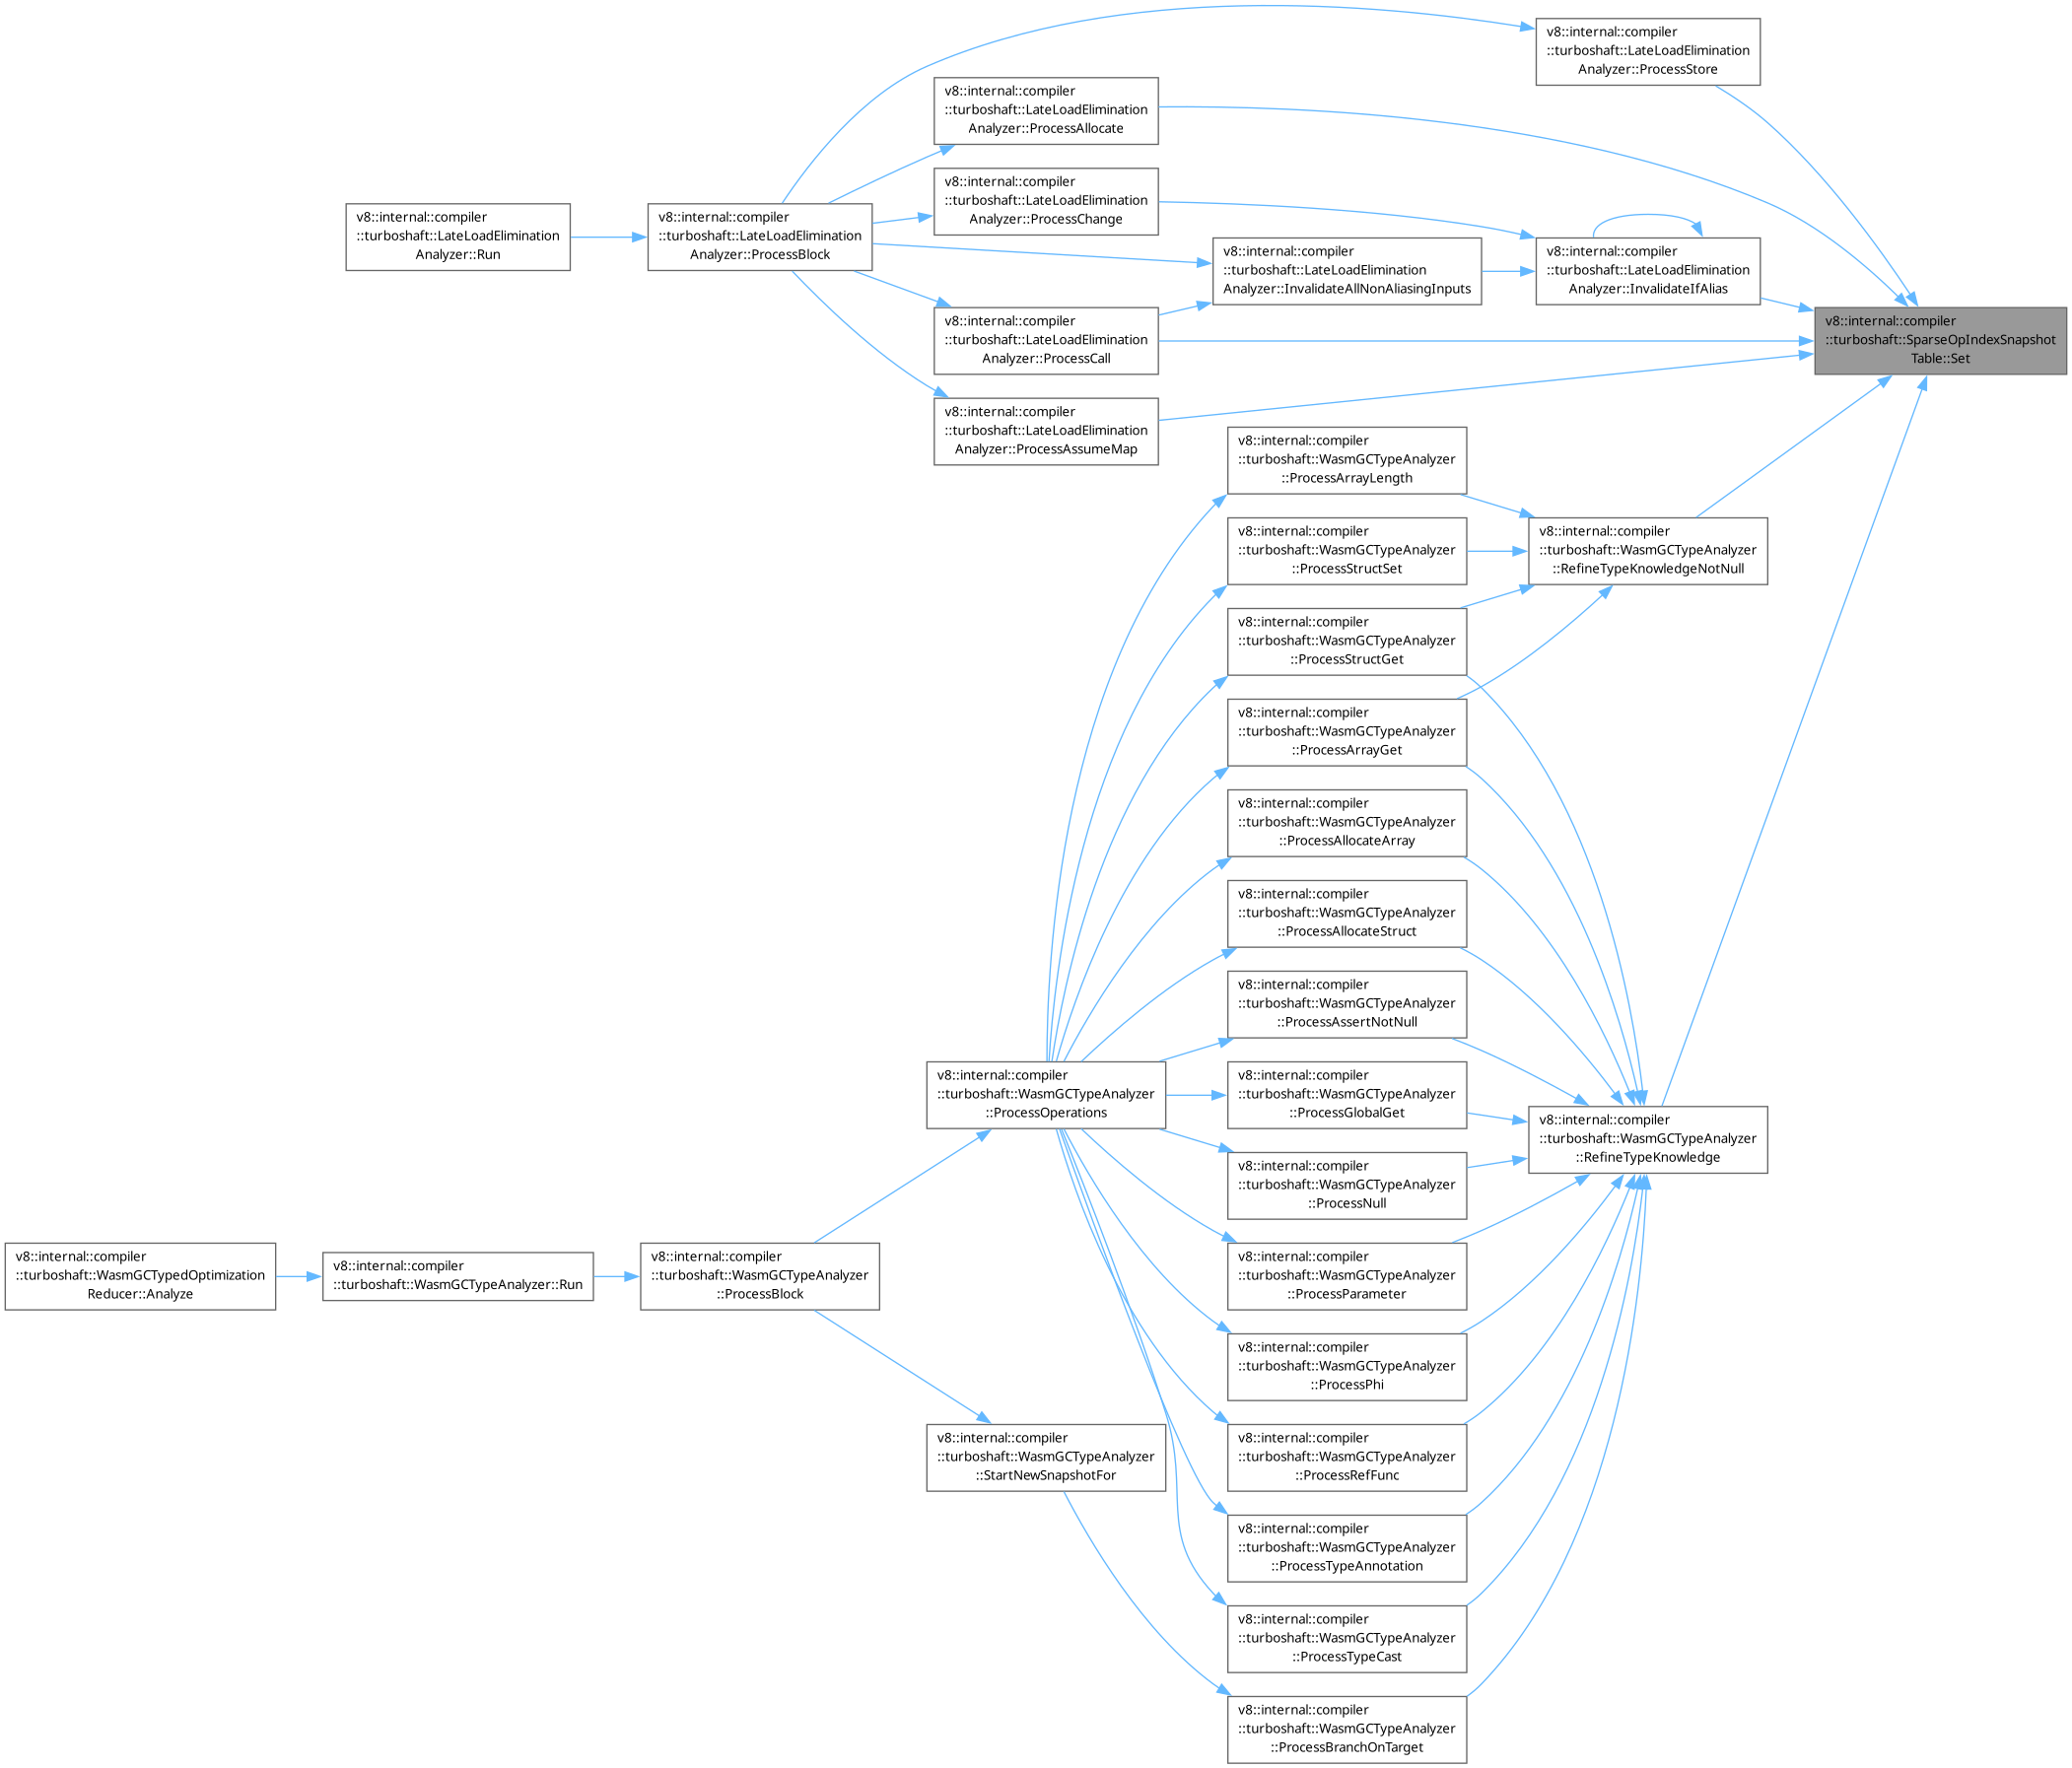 v8::internal::compiler
::turboshaft::LateLoadElimination
Analyzer::ProcessStore
v8::internal::compiler
::turboshaft::LateLoadElimination
Analyzer::ProcessAllocate
v8::internal::compiler
::turboshaft::LateLoadElimination
Analyzer::ProcessChange
v8::internal::compiler
::turboshaft::LateLoadElimination
Analyzer::Run
v8::internal::compiler
::turboshaft::LateLoadElimination
Analyzer::ProcessBlock
v8::internal::compiler
::turboshaft::LateLoadElimination
Analyzer::InvalidateAllNonAliasingInputs
v8::internal::compiler
::turboshaft::LateLoadElimination
Analyzer::InvalidateIfAlias
v8::internal::compiler
::turboshaft::LateLoadElimination
Analyzer::ProcessCall
v8::internal::compiler
::turboshaft::SparseOpIndexSnapshot
Table::Set
v8::internal::compiler
::turboshaft::LateLoadElimination
Analyzer::ProcessAssumeMap
v8::internal::compiler
::turboshaft::WasmGCTypeAnalyzer
::ProcessArrayLength
v8::internal::compiler
::turboshaft::WasmGCTypeAnalyzer
::ProcessStructSet
v8::internal::compiler
::turboshaft::WasmGCTypeAnalyzer
::RefineTypeKnowledgeNotNull
v8::internal::compiler
::turboshaft::WasmGCTypeAnalyzer
::ProcessStructGet
v8::internal::compiler
::turboshaft::WasmGCTypeAnalyzer
::ProcessArrayGet
v8::internal::compiler
::turboshaft::WasmGCTypeAnalyzer
::ProcessAllocateArray
v8::internal::compiler
::turboshaft::WasmGCTypeAnalyzer
::ProcessAllocateStruct
v8::internal::compiler
::turboshaft::WasmGCTypeAnalyzer
::ProcessAssertNotNull
v8::internal::compiler
::turboshaft::WasmGCTypeAnalyzer
::ProcessOperations
v8::internal::compiler
::turboshaft::WasmGCTypeAnalyzer
::ProcessGlobalGet
v8::internal::compiler
::turboshaft::WasmGCTypeAnalyzer
::RefineTypeKnowledge
v8::internal::compiler
::turboshaft::WasmGCTypeAnalyzer
::ProcessNull
v8::internal::compiler
::turboshaft::WasmGCTypedOptimization
Reducer::Analyze
v8::internal::compiler
::turboshaft::WasmGCTypeAnalyzer::Run
v8::internal::compiler
::turboshaft::WasmGCTypeAnalyzer
::ProcessBlock
v8::internal::compiler
::turboshaft::WasmGCTypeAnalyzer
::ProcessParameter
v8::internal::compiler
::turboshaft::WasmGCTypeAnalyzer
::ProcessPhi
v8::internal::compiler
::turboshaft::WasmGCTypeAnalyzer
::StartNewSnapshotFor
v8::internal::compiler
::turboshaft::WasmGCTypeAnalyzer
::ProcessRefFunc
v8::internal::compiler
::turboshaft::WasmGCTypeAnalyzer
::ProcessTypeAnnotation
v8::internal::compiler
::turboshaft::WasmGCTypeAnalyzer
::ProcessTypeCast
v8::internal::compiler
::turboshaft::WasmGCTypeAnalyzer
::ProcessBranchOnTarget